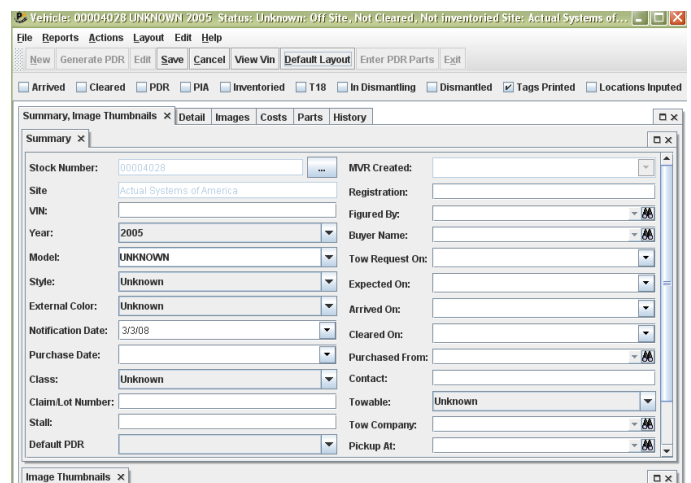 Vehicle: 00004028 UNKNOWN 2005 Status: Unknown: Off Site, Not Cleared, Not inventoried Site: Actual Systems of...
File Reports Actions Layout Edit Help
New Generate PDR Edit Save Cancel View Vin Default Layout Enter PDR Parts Exit
Arrived Cleared PDR PIA Inventoried T18 In Dismantling Dismantled Tags Printed Locations Inputed
Summary, Image Thumbnails × Detail Images Costs Parts History
Summary ×
Stock Number: 00004028 ... MVR Created:
Site Actual Systems of America Registration:
VIN: Figured By:
Year: 2005 Buyer Name:
Model: UNKNOWN Tow Request On:
Style: Unknown Expected On:
External Color: Unknown Arrived On:
Notification Date: 3/3/08 Cleared On:
Purchase Date: Purchased From:
Class: Unknown Contact:
Claim/Lot Number: Towable: Unknown
Stall: Tow Company:
Default PDR Pickup At:
Image Thumbnails ×